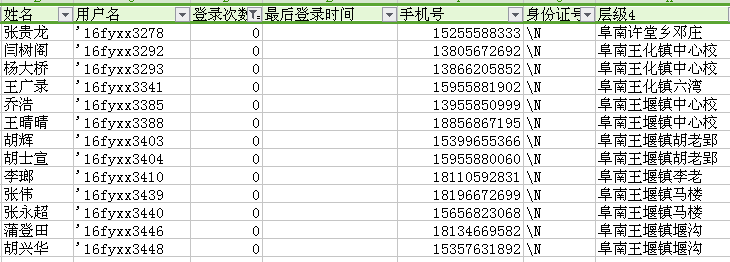 姓名 用户名 登录次数 最后登录时间 手机号 身份证号 层级4
张贵龙 '16fyxx3278 0 15255588333 \N 阜南许堂乡邓庄
闫树阁 '16fyxx3292 0 13805672692 \N 阜南王化镇中心校
杨大桥 '16fyxx3293 0 13866205852 \N 阜南王化镇中心校
王广录 '16fyxx3341 0 15955881902 \N 阜南王化镇六湾
乔浩 '16fyxx3385 0 13955850999 \N 阜南王堰镇中心校
王晴晴 '16fyxx3388 0 18856867195 \N 阜南王堰镇中心校
胡辉 '16fyxx3403 0 15399655366 \N 阜南王堰镇胡老郢
胡士宣 '16fyxx3404 0 15955880060 \N 阜南王堰镇胡老郢
李瑯 '16fyxx3410 0 18110592831 \N 阜南王堰镇李老
张伟 '16fyxx3439 0 18196672699 \N 阜南王堰镇马楼
张永超 '16fyxx3440 0 15656823068 \N 阜南王堰镇马楼
蒲登田 '16fyxx3446 0 18134669582 \N 阜南王堰镇堰沟
胡兴华 '16fyxx3448 0 15357631892 \N 阜南王堰镇堰沟